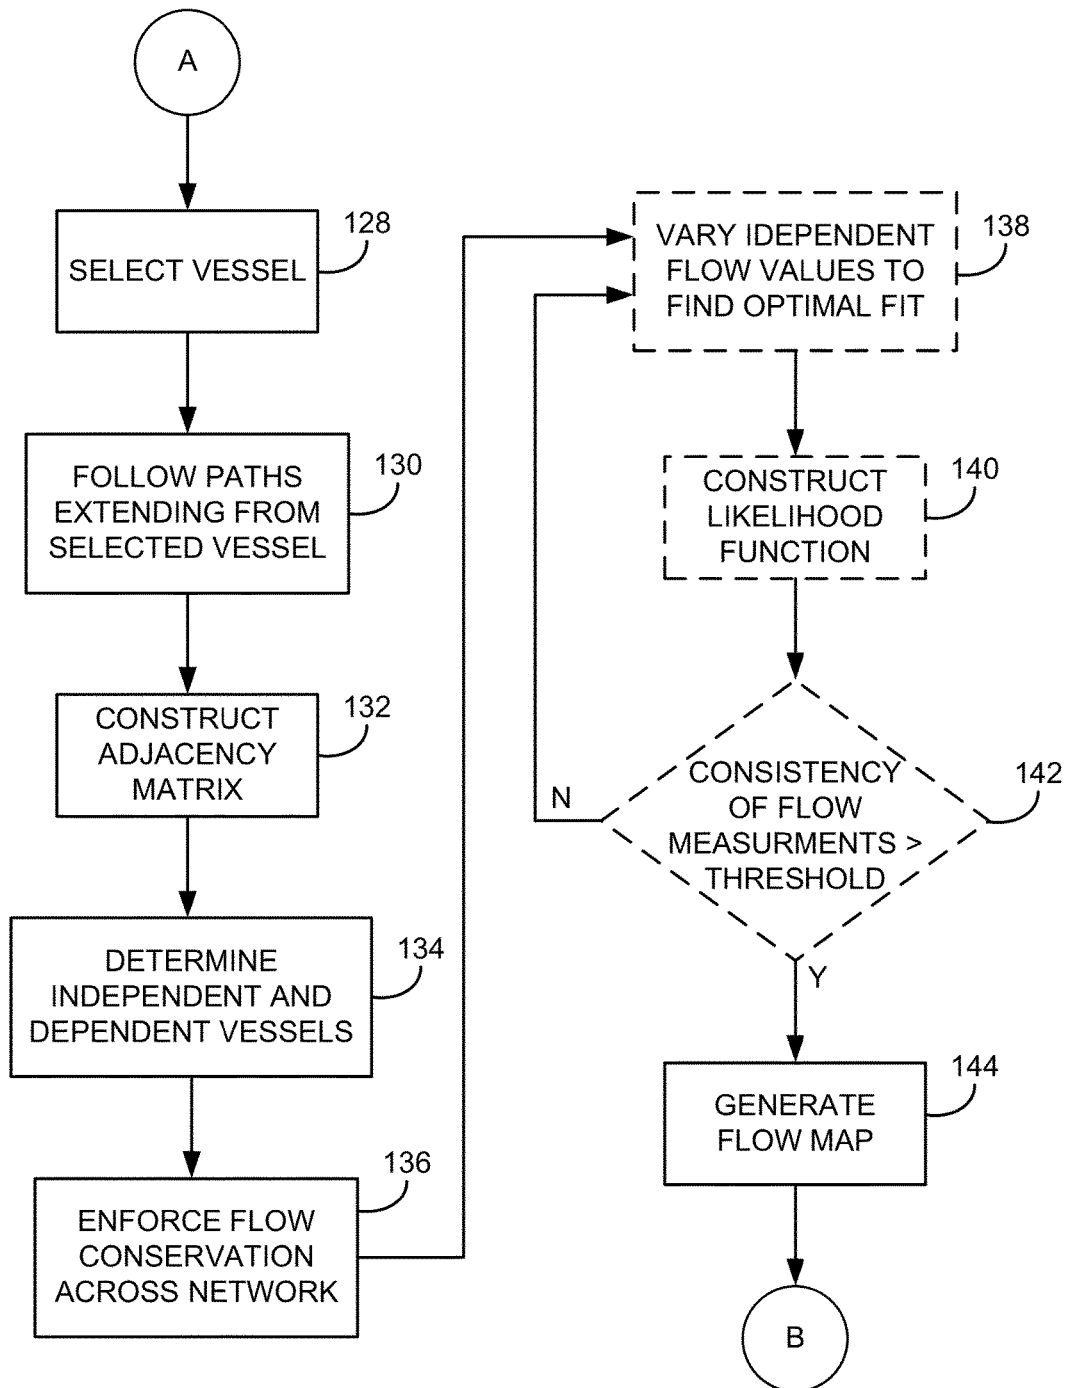 A
SELECT VESSEL
128
FOLLOW PATHS
EXTENDING FROM
SELECTED VESSEL
130
CONSTRUCT
ADJACENCY
MATRIX
132
DETERMINE
INDEPENDENT AND
DEPENDENT VESSELS
134
ENFORCE FLOW
CONSERVATION
ACROSS NETWORK
136
VARY IDEPENDENT
FLOW VALUES TO
FIND OPTIMAL FIT
138
CONSTRUCT
LIKELIHOOD
FUNCTION
140
CONSISTENCY
OF FLOW
MEASURMENTS >
THRESHOLD
142
N
Y
GENERATE
FLOW MAP
144
B